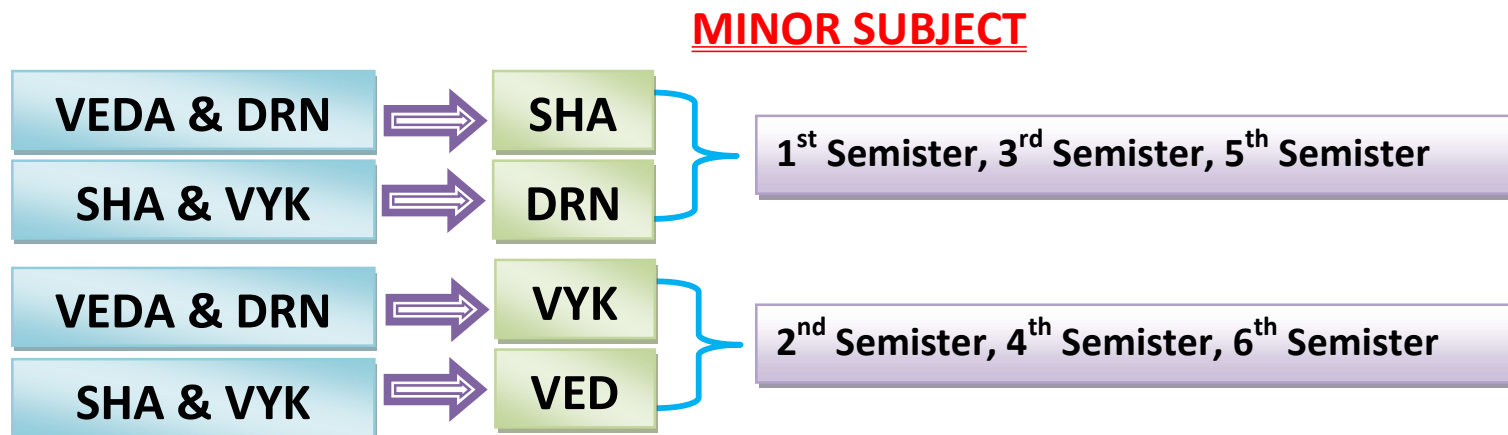 MINOR SUBJECT
VEDA & DRN SHA
SHA & VYK DRN
1st Semister, 3rd Semister, 5th Semister
VEDA & DRN VYK
SHA & VYK VED
2nd Semister, 4th Semister, 6th Semister